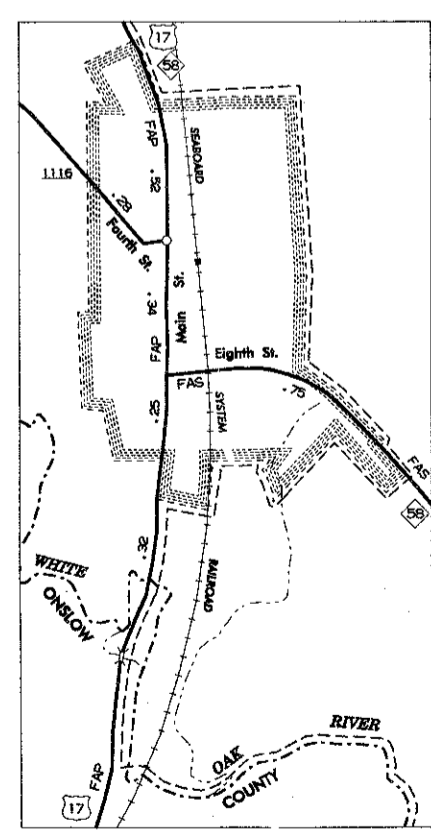 17
58
SEABOARD
FAP
.52
1116
.28
Fourth St.
.34
Main St.
FAP
Eighth St.
FAS
.75
.25
SYSTEM
FAS
58
.32
WHITE
ONSLOW
RAILROAD
RIVER
OAK
COUNTY
FAP
17